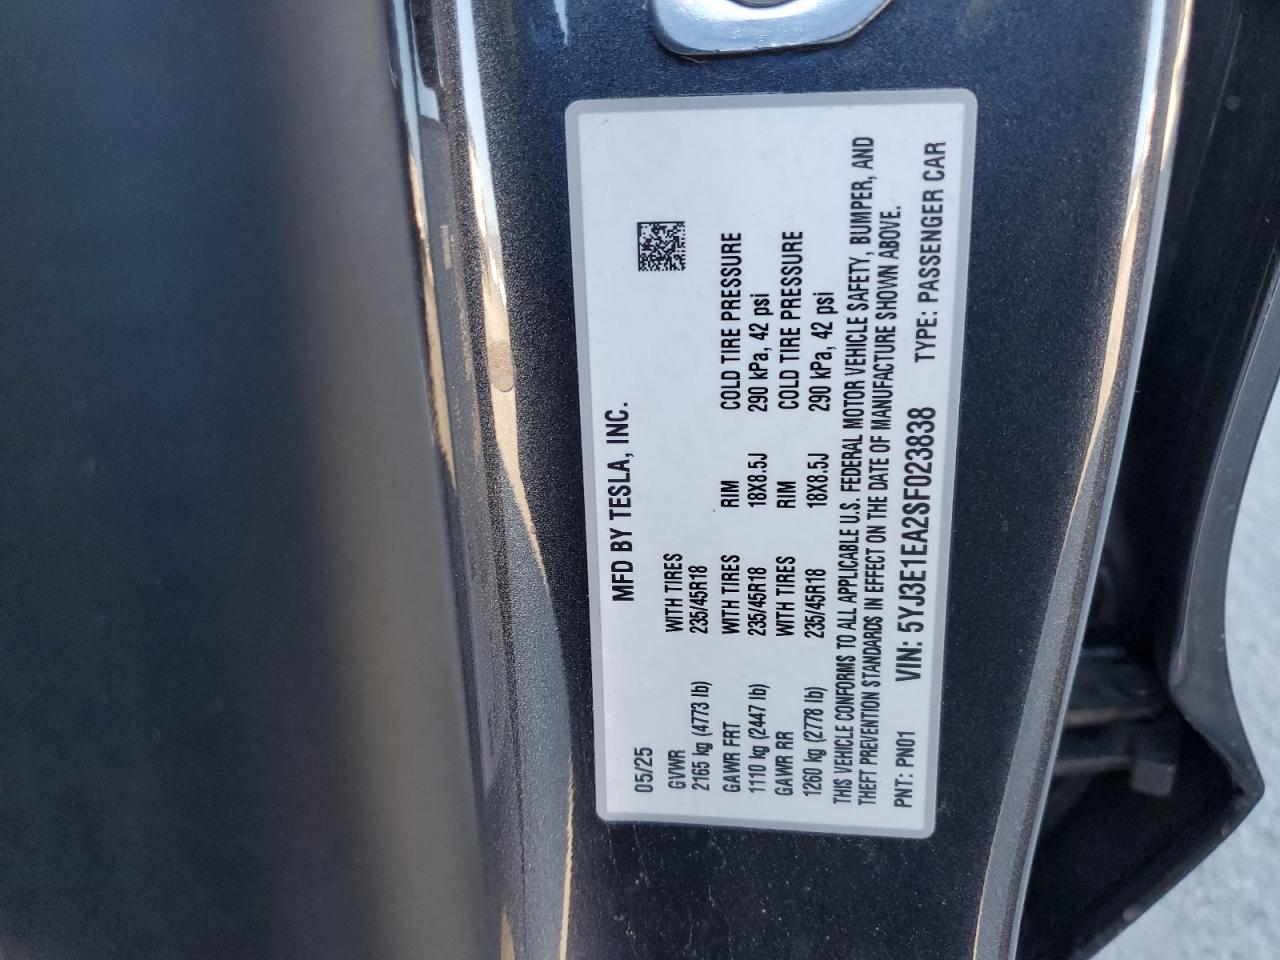 MFD BY TESLA, INC.
05/25
GVWR WITH TIRES
2165 kg (4773 lb) 235/45R18
GAWR FRT WITH TIRES RIM COLD TIRE PRESSURE
1110 kg (2447 lb) 235/45R18 18X8.5J 290 kPa, 42 psi
GAWR RR WITH TIRES RIM COLD TIRE PRESSURE
1260 kg (2778 lb) 235/45R18 18X8.5J 290 kPa, 42 psi
THIS VEHICLE CONFORMS TO ALL APPLICABLE U.S. FEDERAL MOTOR VEHICLE SAFETY, BUMPER, AND
THEFT PREVENTION STANDARDS IN EFFECT ON THE DATE OF MANUFACTURE SHOWN ABOVE.
PNT: PN01 VIN: 5YJ3E1EA2SF023838 TYPE: PASSENGER CAR